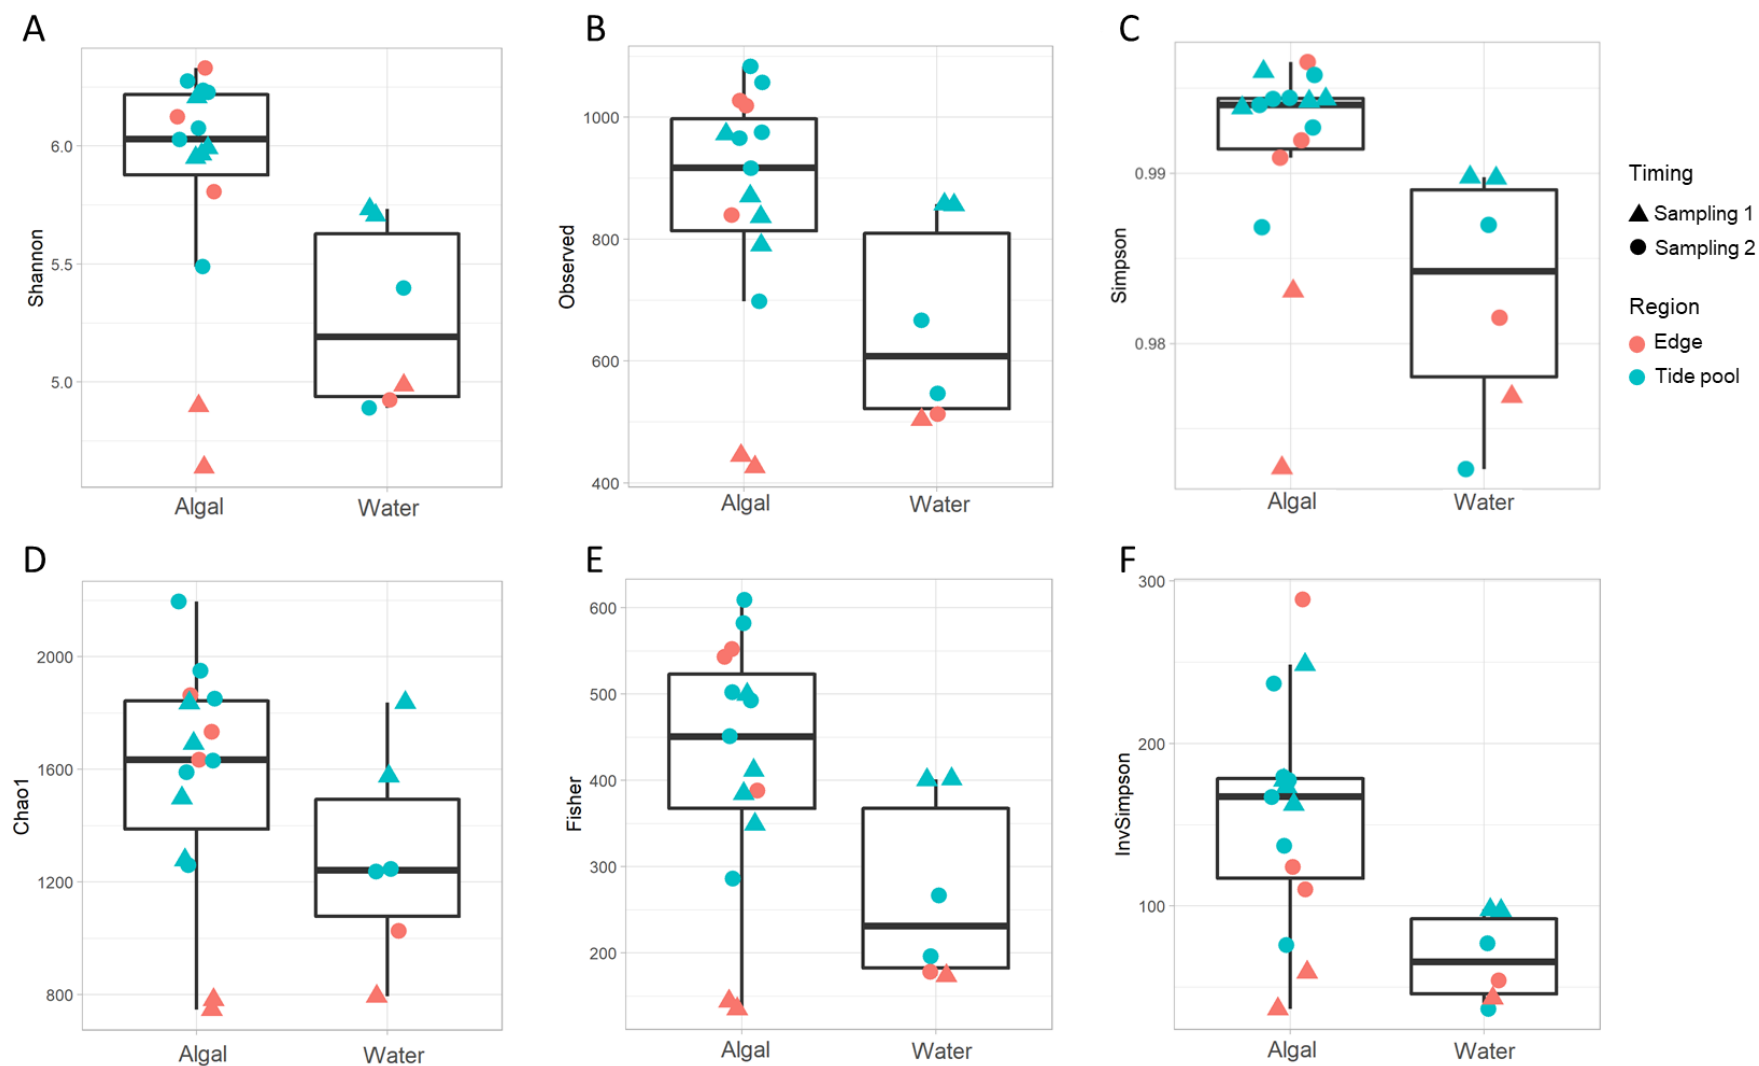 A
Shannon
6.0
5.5
5.0
Algal
Water
B
Observed
1000
800
600
400
Algal
Water
C
Simpson
0.99
0.98
Algal
Water
Timing
Sampling 1
Sampling 2
Region
Edge
Tide pool
D
Chao1
2000
1600
1200
800
Algal
Water
E
Fisher
600
500
400
300
200
Algal
Water
F
InvSimpson
300
200
100
Algal
Water